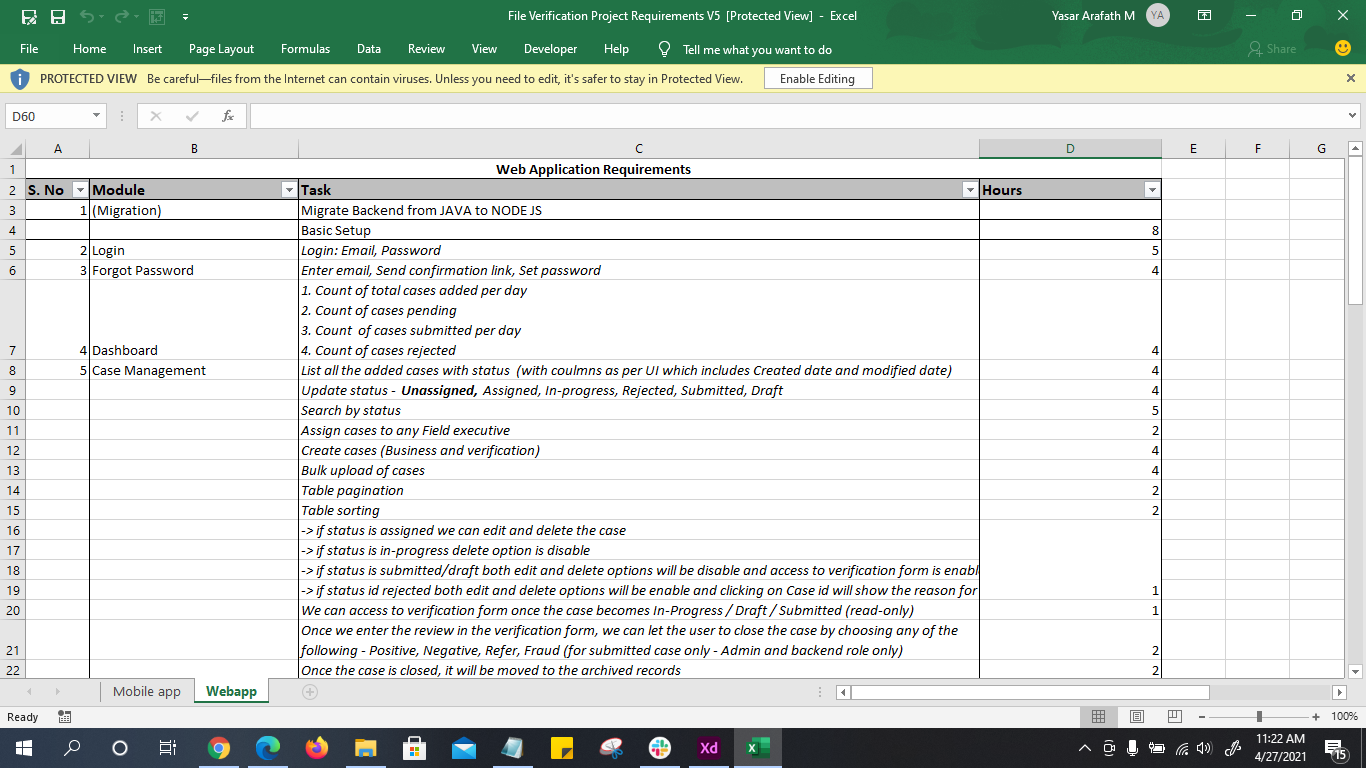 File Verification Project Requirements V5 [Protected View] - Excel
Yasar Arafath M
YA
File Home Insert Page Layout Formulas Data Review View Developer Help Tell me what you want to do
Share
PROTECTED VIEW Be careful—files from the Internet can contain viruses. Unless you need to edit, it's safer to stay in Protected View. Enable Editing
D60
fx
A B C D E F G
1 Web Application Requirements
2 S. No Module Task Hours
3 1 (Migration) Migrate Backend from JAVA to NODE JS
4 Basic Setup 8
5 2 Login Login: Email, Password 5
6 3 Forgot Password Enter email, Send confirmation link, Set password 4
1. Count of total cases added per day
2. Count of cases pending
3. Count of cases submitted per day
7 4 Dashboard 4. Count of cases rejected 4
8 5 Case Management List all the added cases with status (with coulmns as per UI which includes Created date and modified date) 4
9 Update status - Unassigned, Assigned, In-progress, Rejected, Submitted, Draft 4
10 Search by status 5
11 Assign cases to any Field executive 2
12 Create cases (Business and verification) 4
13 Bulk upload of cases 4
14 Table pagination 2
15 Table sorting 2
16 -> if status is assigned we can edit and delete the case
17 -> if status is in-progress delete option is disable
18 -> if status is submitted/draft both edit and delete options will be disable and access to verification form is enabl
19 -> if status id rejected both edit and delete options will be enable and clicking on Case id will show the reason for 1
20 We can access to verification form once the case becomes In-Progress / Draft / Submitted (read-only) 1
Once we enter the review in the verification form, we can let the user to close the case by choosing any of the
21 following - Positive, Negative, Refer, Fraud (for submitted case only - Admin and backend role only) 2
22 Once the case is closed, it will be moved to the archived records 2
Mobile app Webapp
Ready
100%
Xd
11:22 AM
4/27/2021
15